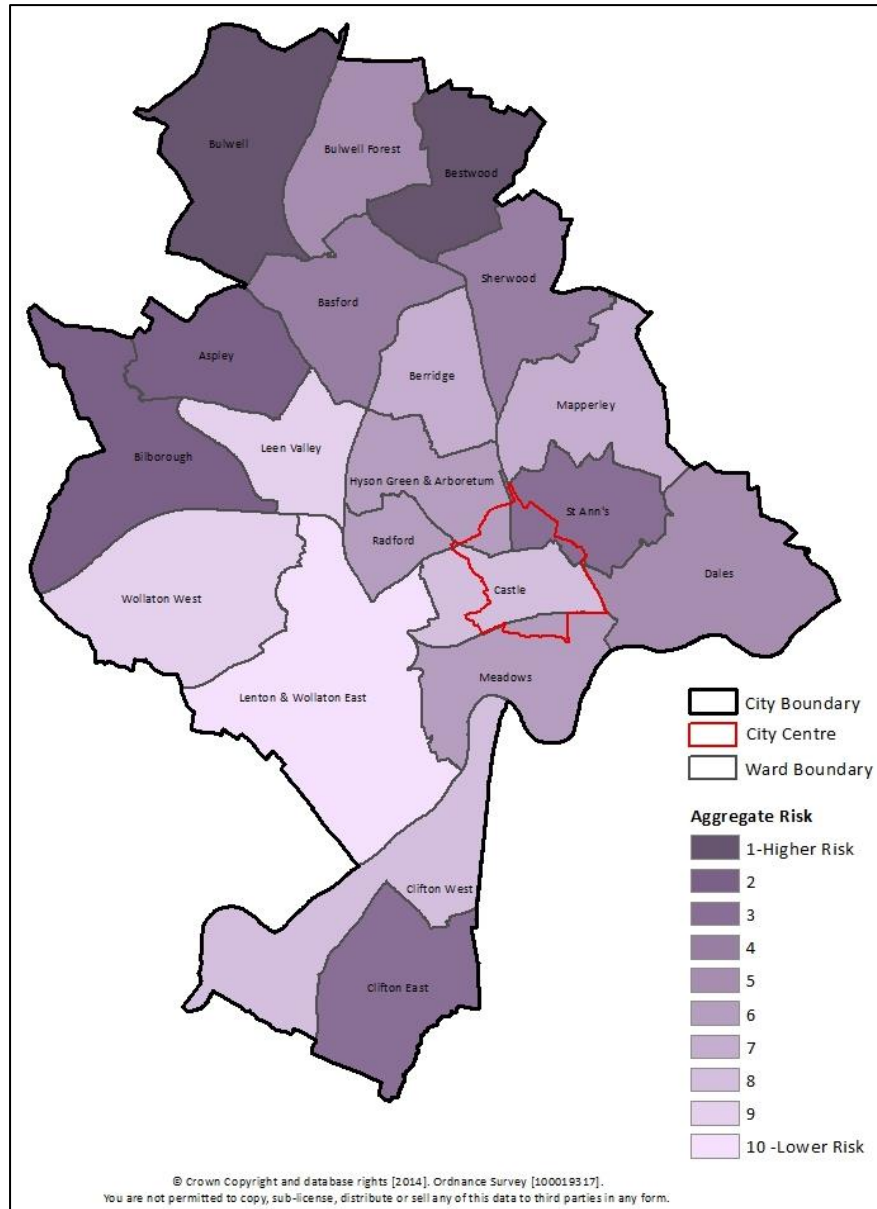 Bulwell
Bulwell Forest
Bestwood
Sherwood
Basford
Aspley
Berridge
Mapperley
Leen Valley
Bilborough
Hyson Green & Arboretum
St Ann's
Radford
Dales
Castle
Wollaton West
Meadows
Lenton & Wollaton East
Clifton West
Clifton East
City Boundary
City Centre
Ward Boundary
Aggregate Risk
1-Higher Risk
2
3
4
5
6
7
8
9
10 -Lower Risk
© Crown Copyright and database rights [2014]. Ordnance Survey [100019317].
You are not permitted to copy, sub-license, distribute or sell any of this data to third parties in any form.